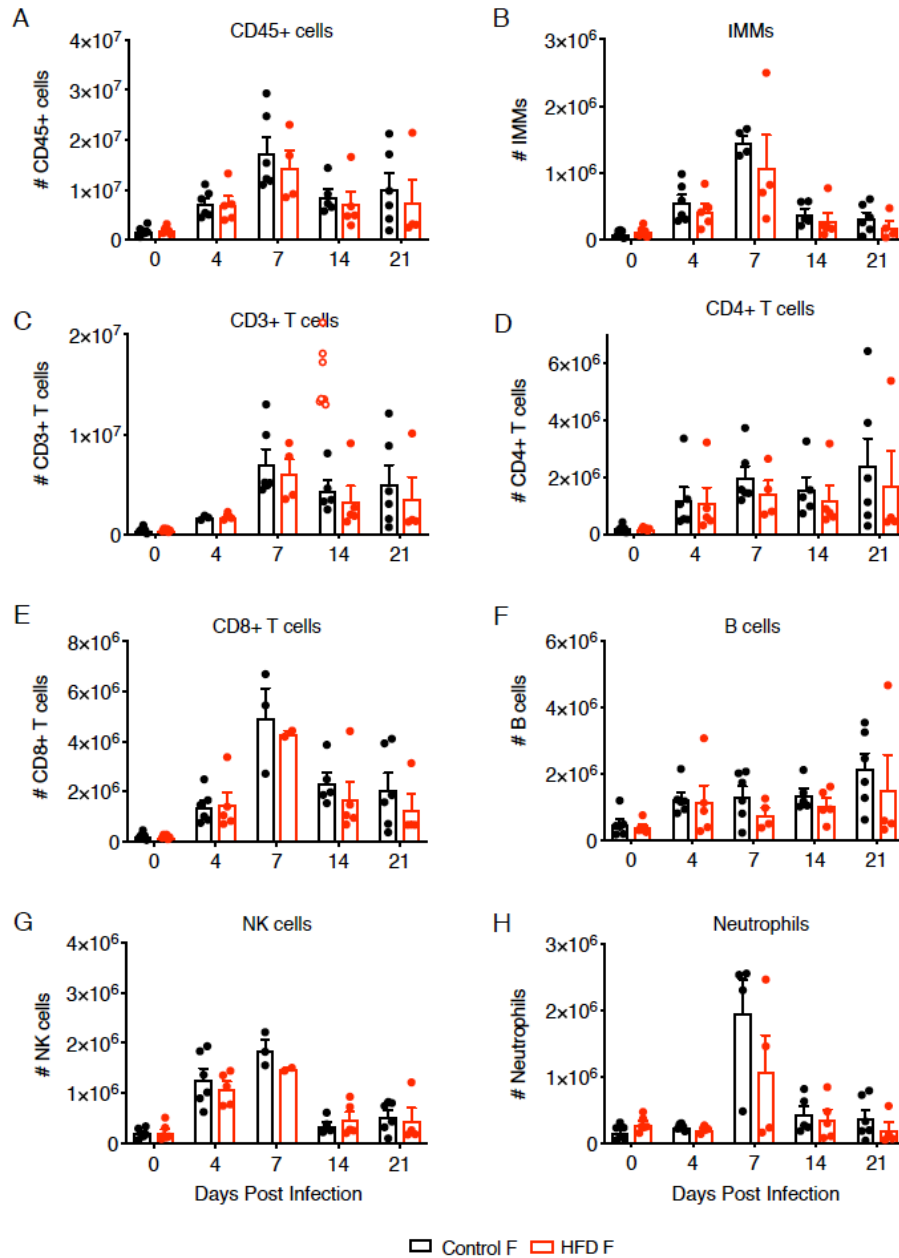 A
CD45+ cells
# CD45+ cells
4×10⁷
3×10⁷
2×10⁷
1×10⁷
0
0 4 7 14 21
B
IMMs
# IMMs
3×10⁶
2×10⁶
1×10⁶
0
0 4 7 14 21
C
CD3+ T cells
# CD3+ T cells
2×10⁷
1×10⁷
0
0 4 7 14 21
D
CD4+ T cells
# CD4+ T cells
6×10⁶
4×10⁶
2×10⁶
0
0 4 7 14 21
E
CD8+ T cells
# CD8+ T cells
8×10⁶
6×10⁶
4×10⁶
2×10⁶
0
0 4 7 14 21
F
B cells
# B cells
6×10⁶
4×10⁶
2×10⁶
0
0 4 7 14 21
G
NK cells
# NK cells
4×10⁶
3×10⁶
2×10⁶
1×10⁶
0
0 4 7 14 21
Days Post Infection
H
Neutrophils
# Neutrophils
3×10⁶
2×10⁶
1×10⁶
0
0 4 7 14 21
Days Post Infection
Control F HFD F